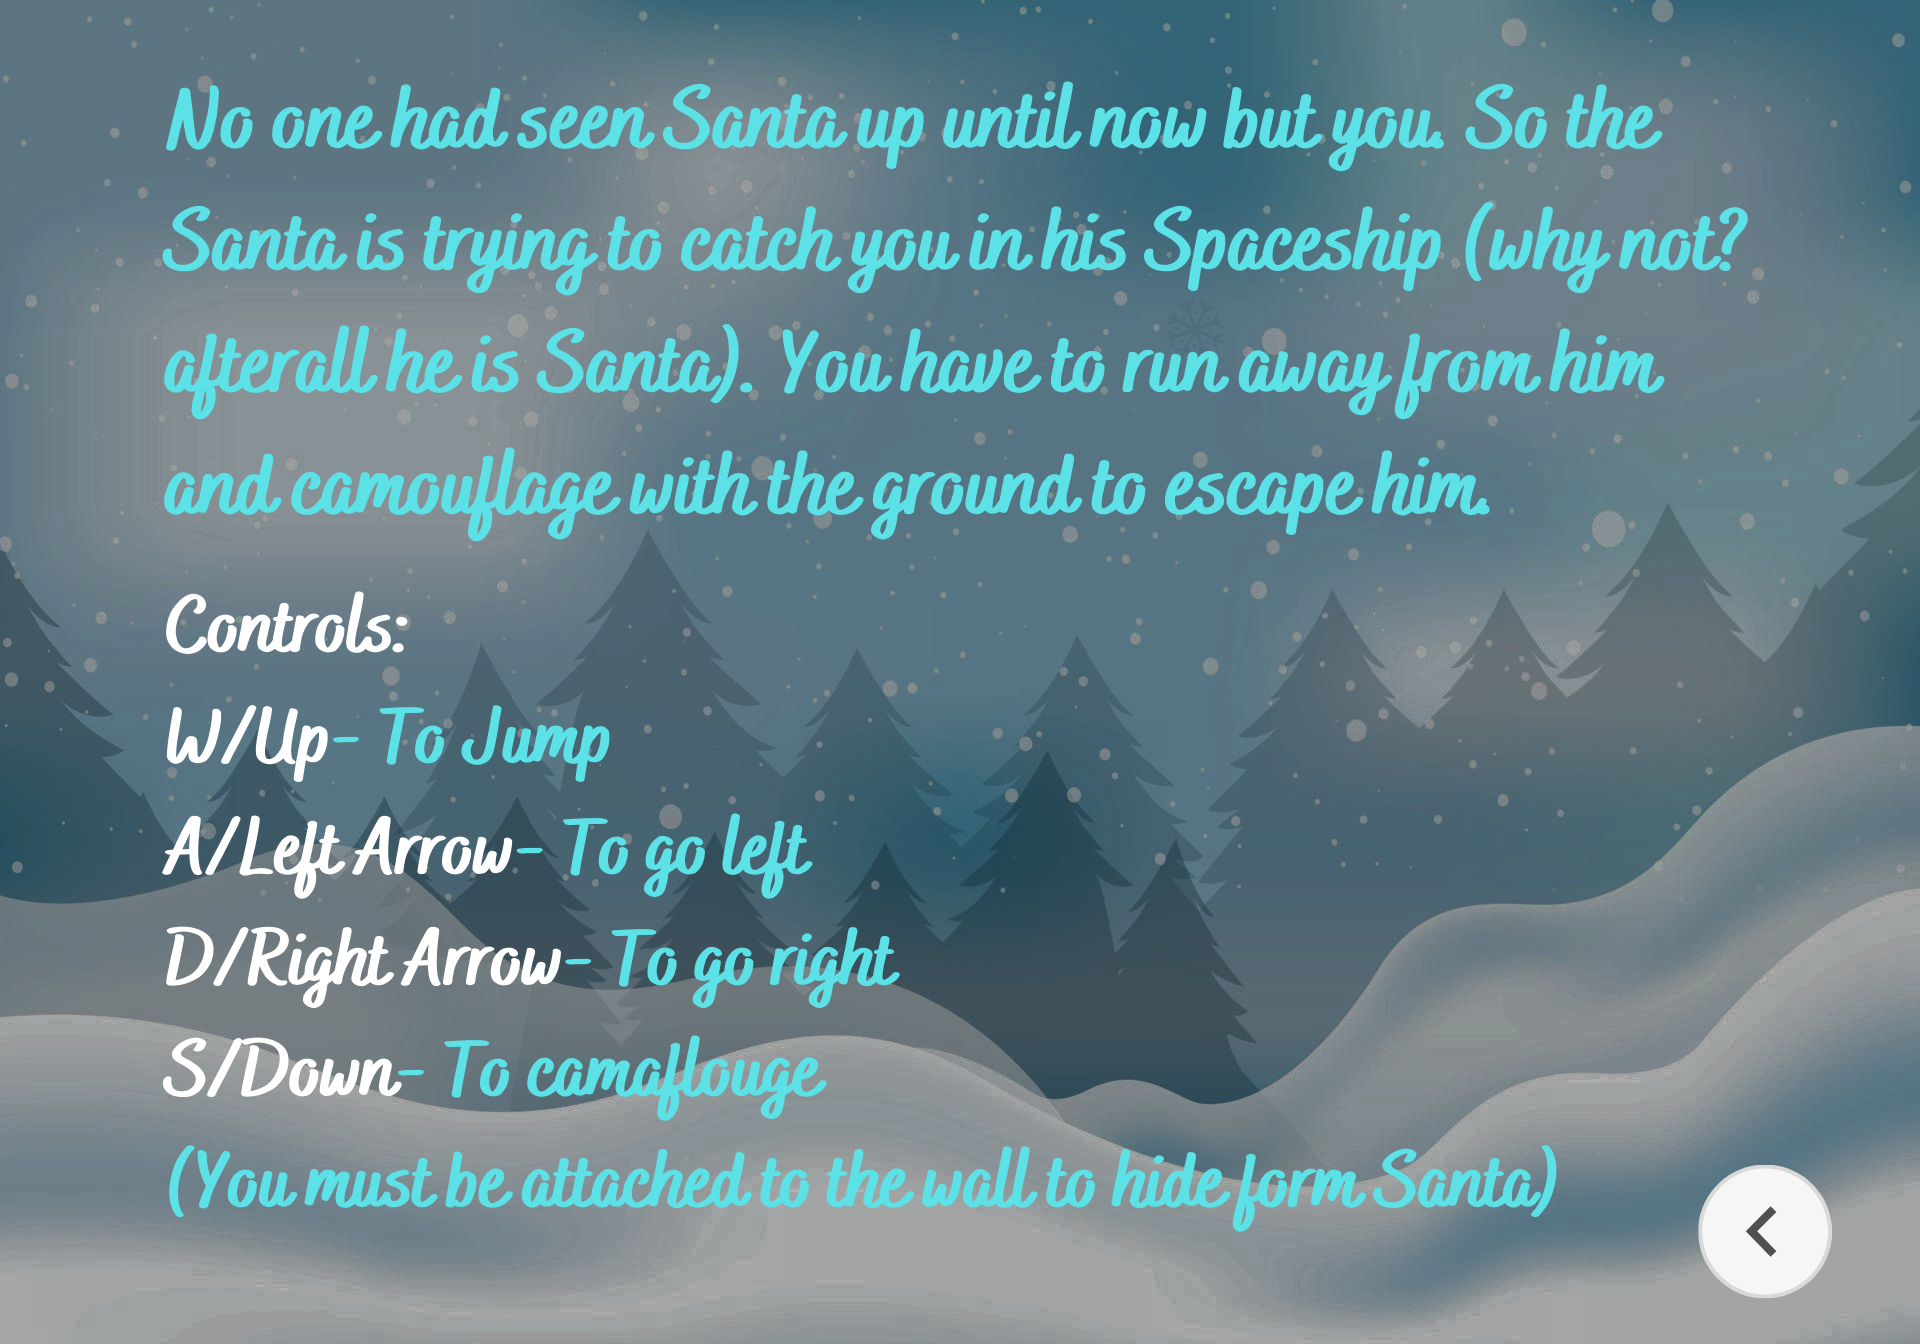 No one had seen Santa up until now but you. So the
Santa is trying to catch you in his Spaceship (why not?
afterall he is Santa). You have to run away from him
and camouflage with the ground to escape him.
Controls:
W/Up- To Jump
A/Left Arrow- To go left
D/Right Arrow- To go right
S/Down- To camaflouge
(You must be attached to the wall to hide form Santa)